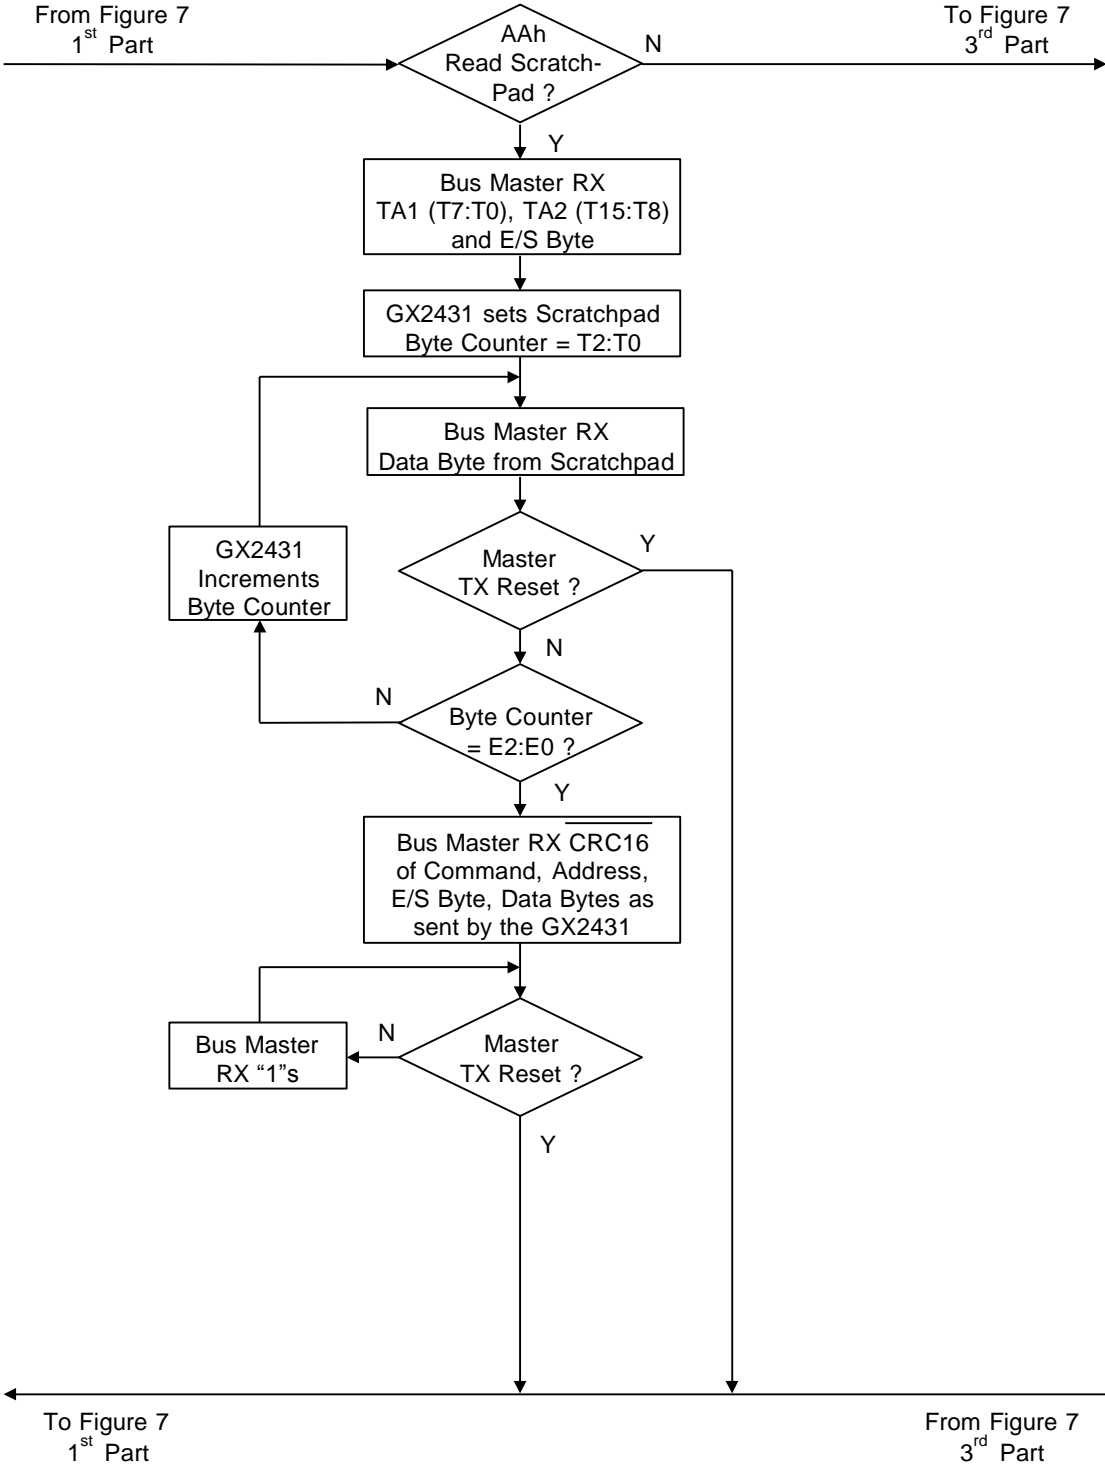 From Figure 7
1st Part
AAh
Read Scratch-
Pad ?
N
To Figure 7
3rd Part
Y
Bus Master RX
TA1 (T7:T0), TA2 (T15:T8)
and E/S Byte
GX2431 sets Scratchpad
Byte Counter = T2:T0
Bus Master RX
Data Byte from Scratchpad
GX2431
Increments
Byte Counter
Master
TX Reset ?
Y
N
N
Byte Counter
= E2:E0 ?
Y
Bus Master RX CRC16
of Command, Address,
E/S Byte, Data Bytes as
sent by the GX2431
Bus Master
RX “1”s
N
Master
TX Reset ?
Y
To Figure 7
1st Part
From Figure 7
3rd Part